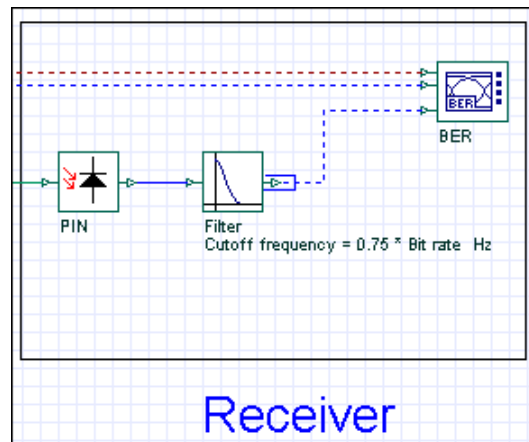 BER
BER
PIN
Filter
Cutoff frequency = 0.75 * Bit rate Hz
Receiver